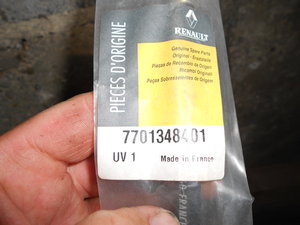 RENAULT
PIECES D'ORIGINE
Genuine Spare Parts
Original - Ersatzteile
Piezas de Recambio de Origen
Ricambi Originali
Peças Sobresselentes de Origem
7701348401
UV 1 Made in France